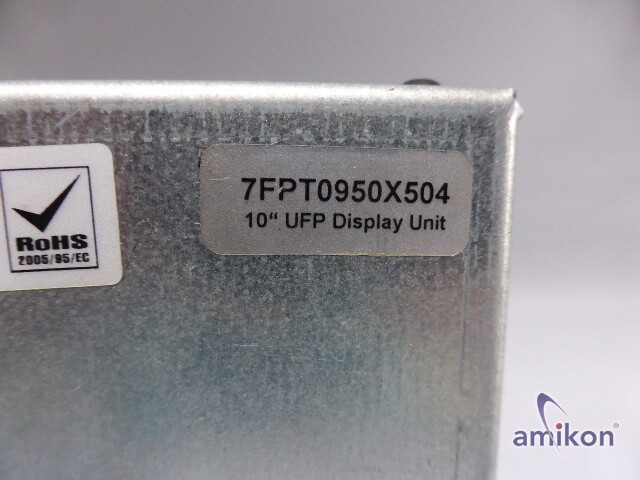 7FPT0950X504
10“ UFP Display Unit
RoHS
2005/95/EC
amikon